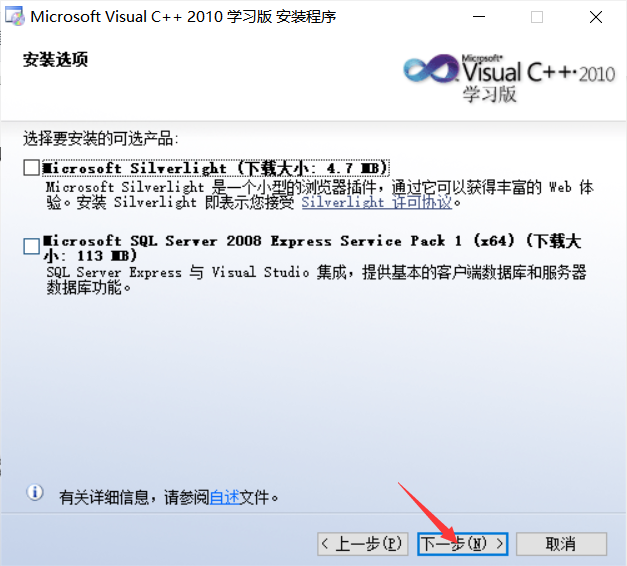 Microsoft Visual C++ 2010 学习版 安装程序
安装选项
Microsoft®
Visual C++·2010
学习版
选择要安装的可选产品:
Microsoft Silverlight (下载大小: 4.7 MB)
Microsoft Silverlight 是一个小型的浏览器插件，通过它可以获得丰富的 Web 体
验。安装 Silverlight 即表示您接受 Silverlight 许可协议。
Microsoft SQL Server 2008 Express Service Pack 1 (x64) (下载大
小: 113 MB)
SQL Server Express 与 Visual Studio 集成，提供基本的客户端数据库和服务器
数据库功能。
有关详细信息，请参阅自述文件。
< 上一步(P)
下一步(N) >
取消